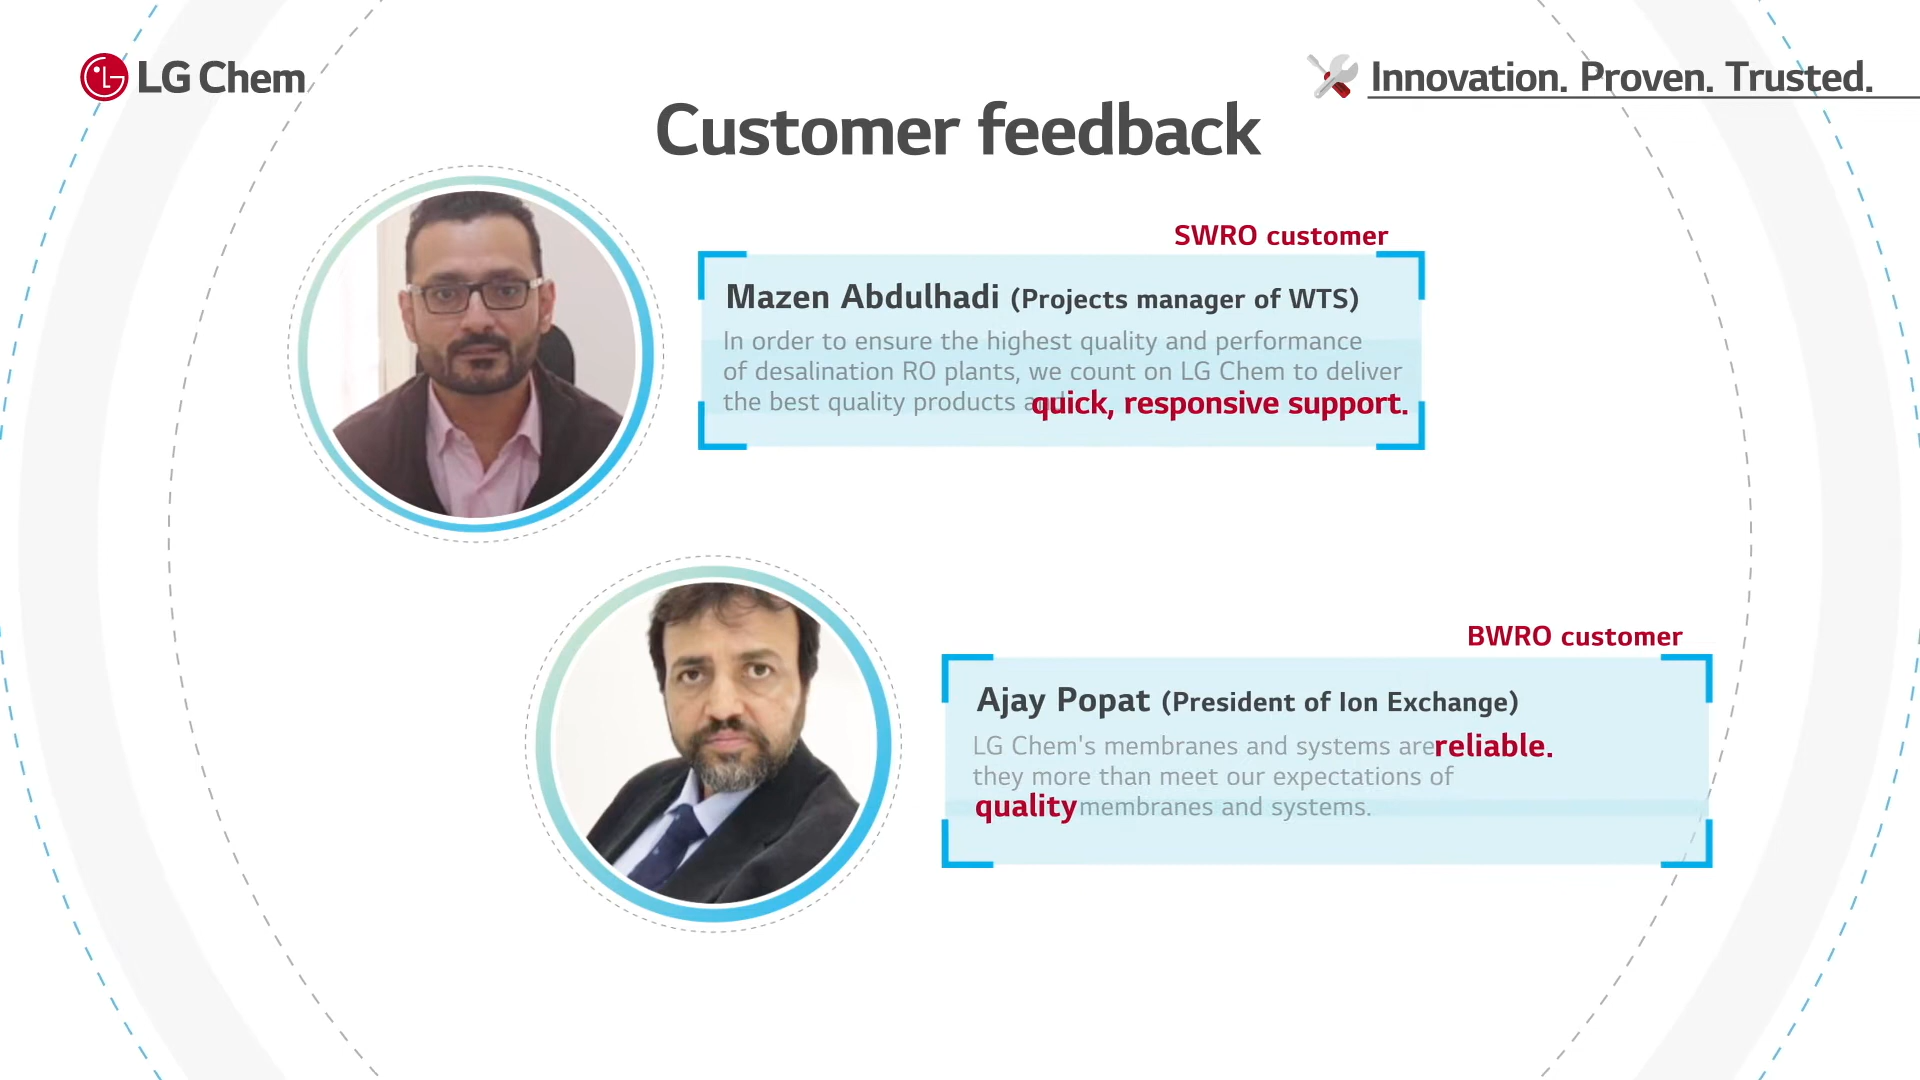 LG Chem
Innovation. Proven. Trusted.
Customer feedback
SWRO customer
Mazen Abdulhadi (Projects manager of WTS)
In order to ensure the highest quality and performance
of desalination RO plants, we count on LG Chem to deliver
the best quality products and quick, responsive support.
BWRO customer
Ajay Popat (President of Ion Exchange)
LG Chem's membranes and systems are reliable.
they more than meet our expectations of
quality membranes and systems.